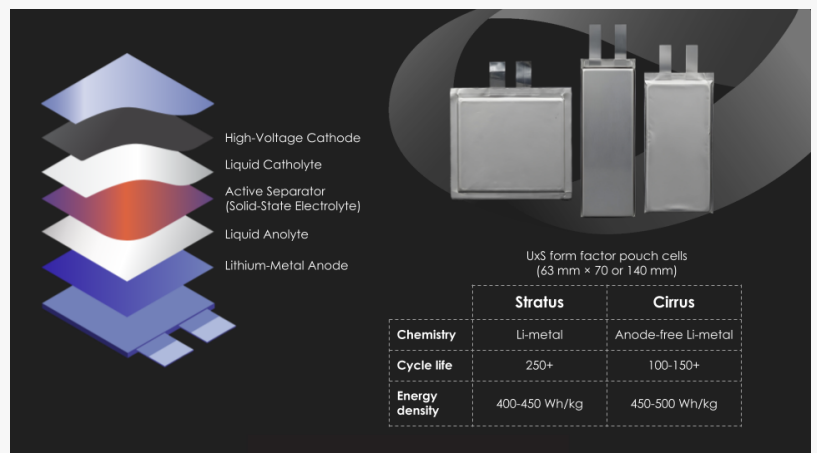 High-Voltage Cathode
Liquid Catholyte
Active Separator
(Solid-State Electrolyte)
Liquid Anolyte
Lithium-Metal Anode
UxS form factor pouch cells
(63 mm × 70 or 140 mm)
Stratus Cirrus
Chemistry Li-metal Anode-free Li-metal
Cycle life 250+ 100-150+
Energy
density 400-450 Wh/kg 450-500 Wh/kg